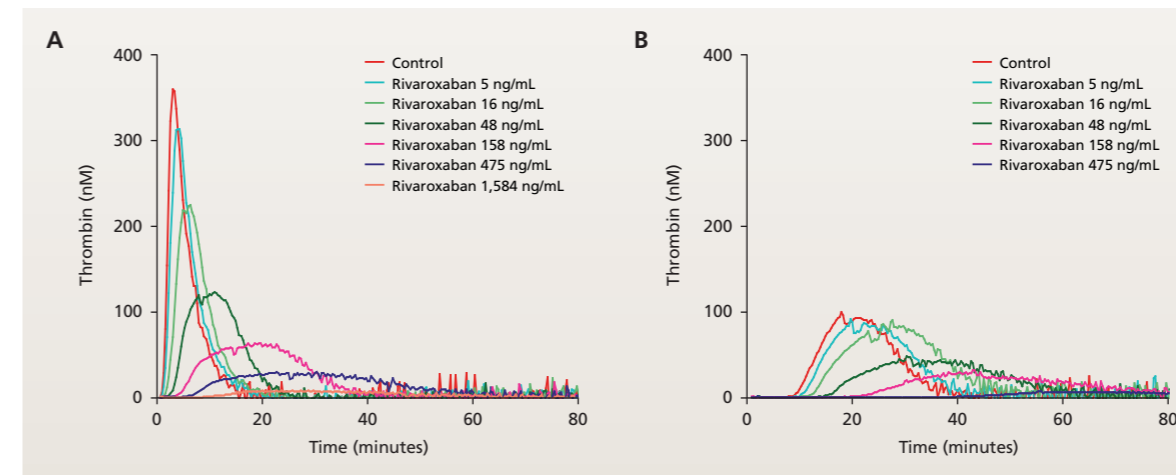 A
400
300
200
100
0
Thrombin (nM)
0 20 40 60 80
Time (minutes)
Control
Rivaroxaban 5 ng/mL
Rivaroxaban 16 ng/mL
Rivaroxaban 48 ng/mL
Rivaroxaban 158 ng/mL
Rivaroxaban 475 ng/mL
Rivaroxaban 1,584 ng/mL
B
400
300
200
100
0
Thrombin (nM)
0 20 40 60 80
Time (minutes)
Control
Rivaroxaban 5 ng/mL
Rivaroxaban 16 ng/mL
Rivaroxaban 48 ng/mL
Rivaroxaban 158 ng/mL
Rivaroxaban 475 ng/mL